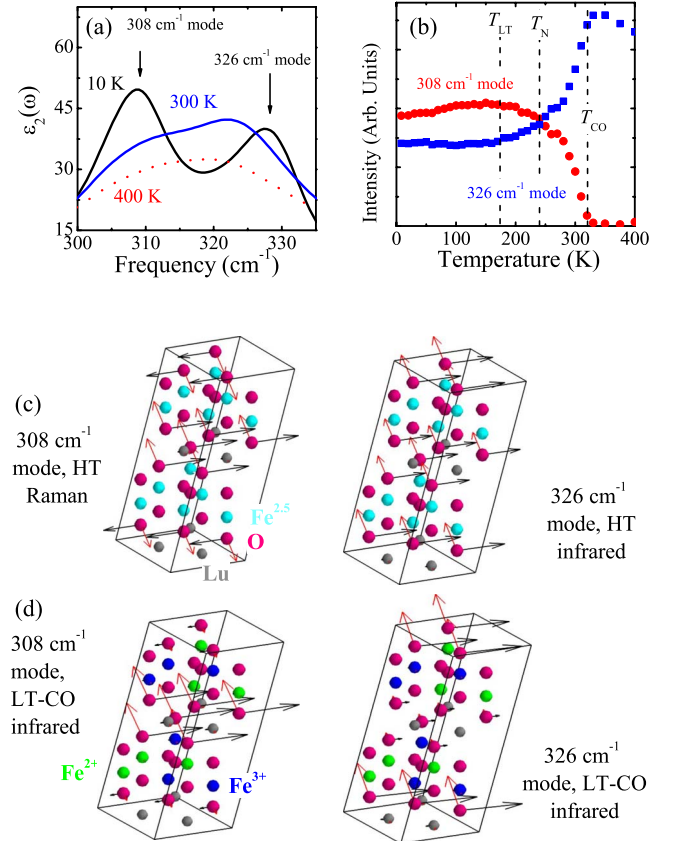 (a)
308 cm⁻¹ mode
326 cm⁻¹ mode
10 K
300 K
400 K
60
45
30
15
ε₂(ω)
300 310 320 330
Frequency (cm⁻¹)
(b)
T_LT
T_N
T_CO
308 cm⁻¹ mode
326 cm⁻¹ mode
Intensity (Arb. Units)
0 100 200 300 400
Temperature (K)
(c)
308 cm⁻¹
mode, HT
Raman
Fe²·⁵
O
Lu
326 cm⁻¹
mode, HT
infrared
(d)
308 cm⁻¹
mode,
LT-CO
infrared
Fe²⁺
Fe³⁺
326 cm⁻¹
mode, LT-CO
infrared